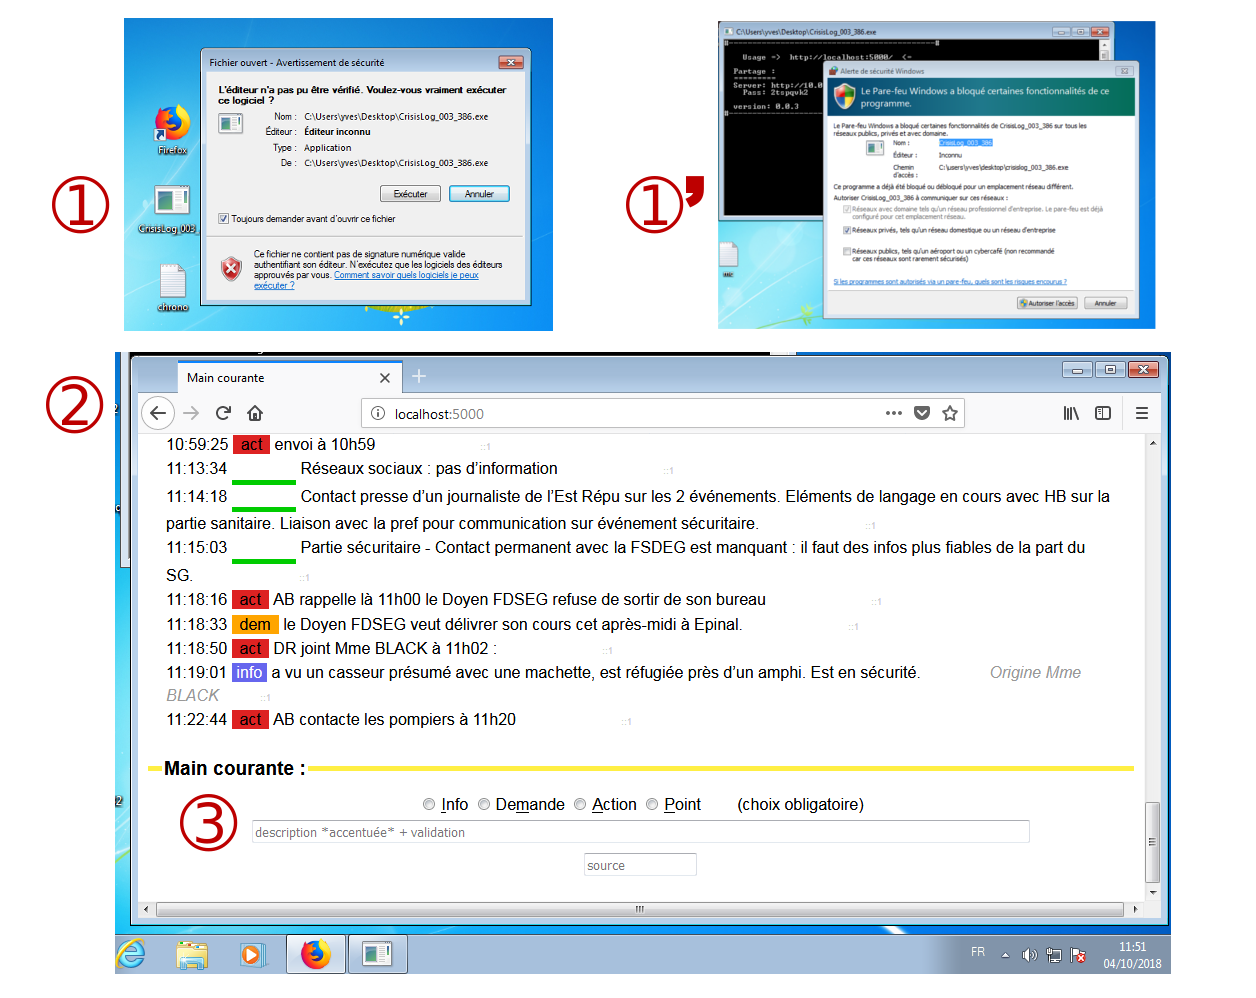 ①
Firefox
CrisisLog_003_
chrono
Fichier ouvert - Avertissement de sécurité
L'éditeur n'a pas pu être vérifié. Voulez-vous vraiment exécuter
ce logiciel ?
Nom : C:\Users\yves\Desktop\CrisisLog_003_386.exe
Éditeur : Éditeur inconnu
Type : Application
De : C:\Users\yves\Desktop\CrisisLog_003_386.exe
Exécuter Annuler
Toujours demander avant d'ouvrir ce fichier
Ce fichier ne contient pas de signature numérique valide
authentifiant son éditeur. N'exécutez que les logiciels des éditeurs
approuvés par vous. Comment savoir quels logiciels je peux
exécuter ?
①’
C:\Users\yves\Desktop\CrisisLog_003_386.exe
Usage => http://localhost:5000/ <=
Partage :
Server: http://10.0
Pass: 2tspqvk2
version: 0.0.3
mc
Alerte de sécurité Windows
Le Pare-feu Windows a bloqué certaines fonctionnalités de ce
programme.
Le Pare-feu Windows a bloqué certaines fonctionnalités de CrisisLog_003_386 sur tous les
réseaux publics, privés et avec domaine.
Nom : CrisisLog_003_386
Éditeur : Inconnu
Chemin C:\users\yves\desktop\crisislog_003_386.exe
d'accès :
Ce programme a déjà été bloqué ou débloqué pour un emplacement réseau différent.
Autoriser CrisisLog_003_386 à communiquer sur ces réseaux :
Réseaux avec domaine tels qu'un réseau professionnel d'entreprise. Le pare-feu est déjà
configuré pour cet emplacement réseau.
Réseaux privés, tels qu'un réseau domestique ou un réseau d'entreprise
Réseaux publics, tels qu'un aéroport ou un cybercafé (non recommandé
car ces réseaux sont rarement sécurisés)
Si les programmes sont autorisés via un pare-feu, quels sont les risques encourus ?
Autoriser l'accès Annuler
②
Main courante
localhost:5000
10:59:25 act envoi à 10h59 ::1
11:13:34 Réseaux sociaux : pas d’information ::1
11:14:18 Contact presse d’un journaliste de l’Est Répu sur les 2 événements. Eléments de langage en cours avec HB sur la
partie sanitaire. Liaison avec la pref pour communication sur événement sécuritaire. ::1
11:15:03 Partie sécuritaire - Contact permanent avec la FSDEG est manquant : il faut des infos plus fiables de la part du
SG. ::1
11:18:16 act AB rappelle là 11h00 le Doyen FDSEG refuse de sortir de son bureau ::1
11:18:33 dem le Doyen FDSEG veut délivrer son cours cet après-midi à Epinal. ::1
11:18:50 act DR joint Mme BLACK à 11h02 : ::1
11:19:01 info a vu un casseur présumé avec une machette, est réfugiée près d’un amphi. Est en sécurité. Origine Mme
BLACK ::1
11:22:44 act AB contacte les pompiers à 11h20 ::1
Main courante :
③
Info Demande Action Point (choix obligatoire)
description *accentuée* + validation
source
FR
11:51
04/10/2018